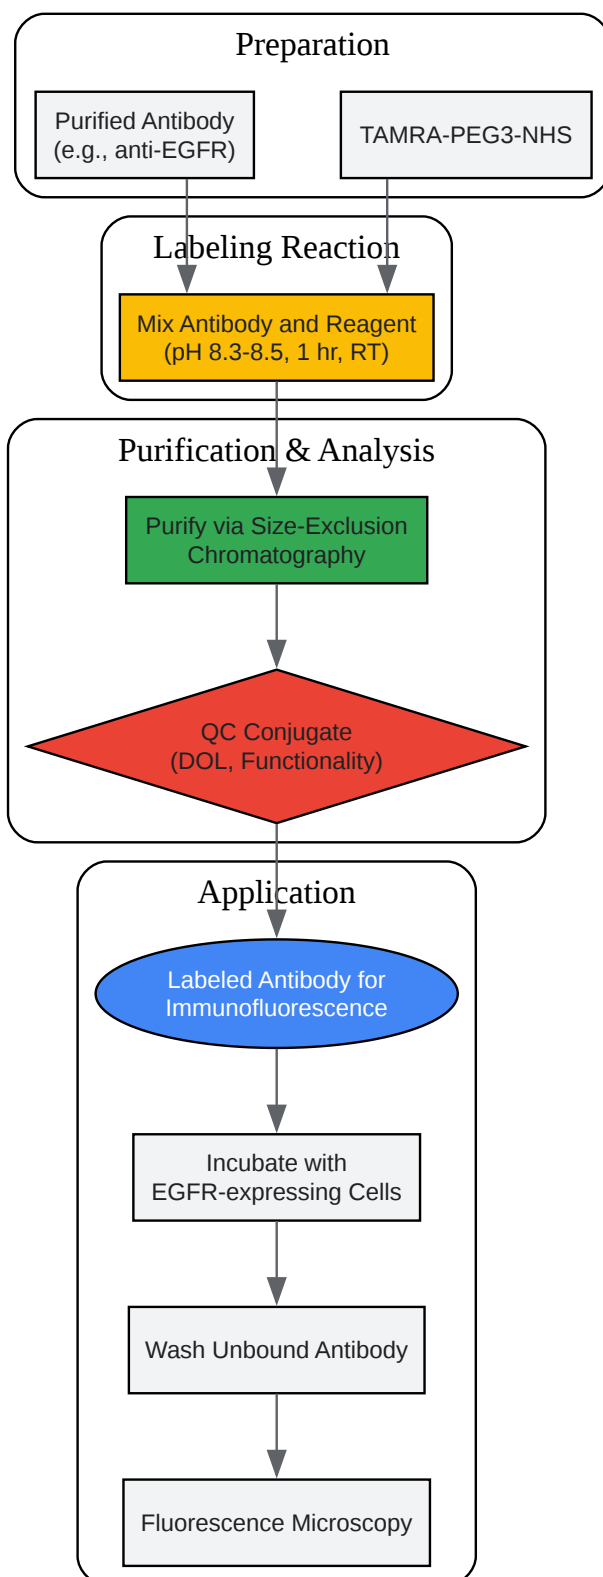 Preparation
Purified Antibody
(e.g., anti-EGFR)
TAMRA-PEG3-NHS
Labeling Reaction
Mix Antibody and Reagent
(pH 8.3-8.5, 1 hr, RT)
Purification & Analysis
Purify via Size-Exclusion
Chromatography
QC Conjugate
(DOL, Functionality)
Application
Labeled Antibody for
Immunofluorescence
Incubate with
EGFR-expressing Cells
Wash Unbound Antibody
Fluorescence Microscopy